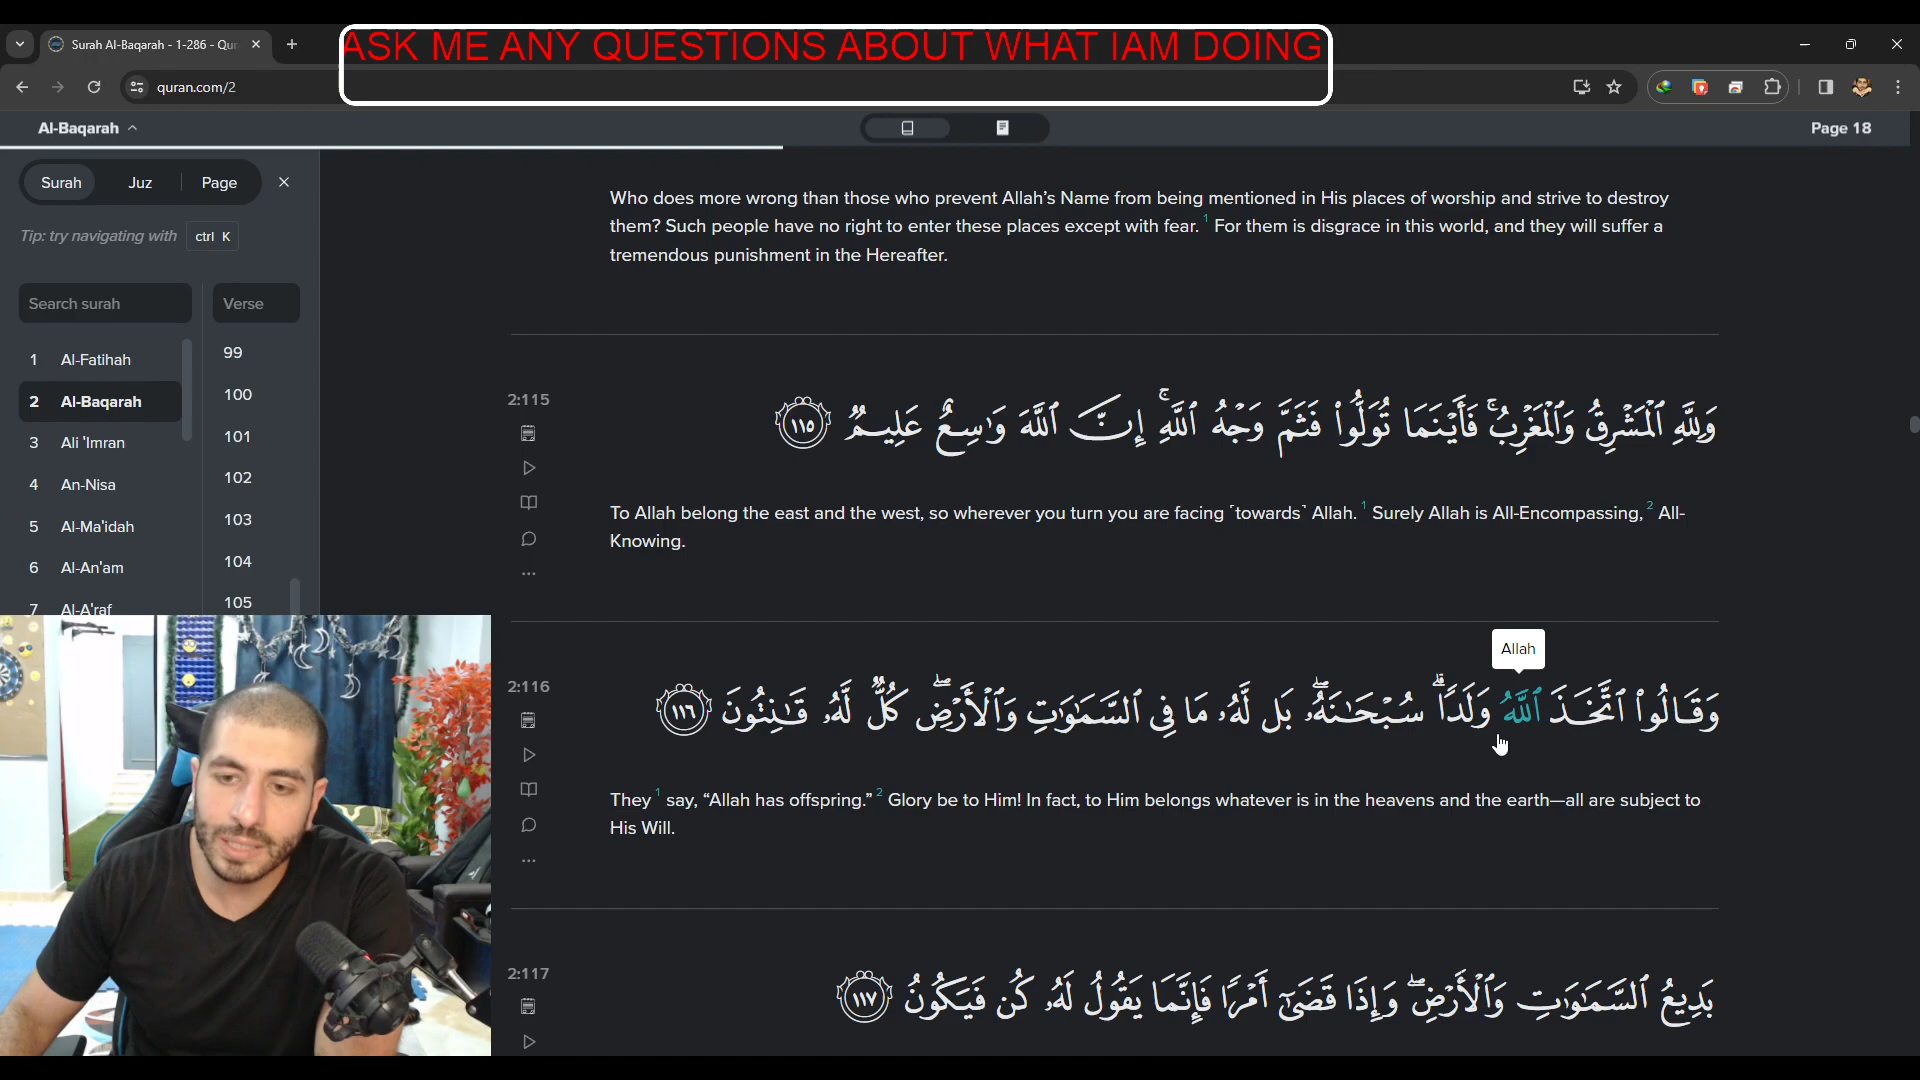 Surah Al-Baqarah - 1-286 - Qur
ASK ME ANY QUESTIONS ABOUT WHAT IAM DOING
quran.com/2
Al-Baqarah
Page 18
Surah Juz Page
Tip: try navigating with ctrl K
Search surah Verse
1 Al-Fatihah
2 Al-Baqarah
3 Ali 'Imran
4 An-Nisa
5 Al-Ma'idah
6 Al-An'am
7 Al-A'raf
99
100
101
102
103
104
105
Who does more wrong than those who prevent Allah’s Name from being mentioned in His places of worship and strive to destroy
them? Such people have no right to enter these places except with fear. 1 For them is disgrace in this world, and they will suffer a
tremendous punishment in the Hereafter.
2:115
وَلِلَّهِ ٱلْمَشْرِقُ وَٱلْمَغْرِبُ ۚ فَأَيْنَمَا تُوَلُّوا۟ فَثَمَّ وَجْهُ ٱللَّهِ ۚ إِنَّ ٱللَّهَ وَٰسِعٌ عَلِيمٌ ١١٥
To Allah belong the east and the west, so wherever you turn you are facing ˹towards˺ Allah. 1 Surely Allah is All-Encompassing, 2 All-
Knowing.
Allah
2:116
وَقَالُوا۟ ٱتَّخَذَ ٱللَّهُ وَلَدًا ۗ سُبْحَـٰنَهُۥ ۖ بَل لَّهُۥ مَا فِى ٱلسَّمَـٰوَٰتِ وَٱلْأَرْضِ ۖ كُلٌّ لَّهُۥ قَـٰنِتُونَ ١١٦
They 1 say, “Allah has offspring.” 2 Glory be to Him! In fact, to Him belongs whatever is in the heavens and the earth—all are subject to
His Will.
2:117
بَدِيعُ ٱلسَّمَـٰوَٰتِ وَٱلْأَرْضِ ۖ وَإِذَا قَضَىٰٓ أَمْرًا فَإِنَّمَا يَقُولُ لَهُۥ كُن فَيَكُونُ ١١٧